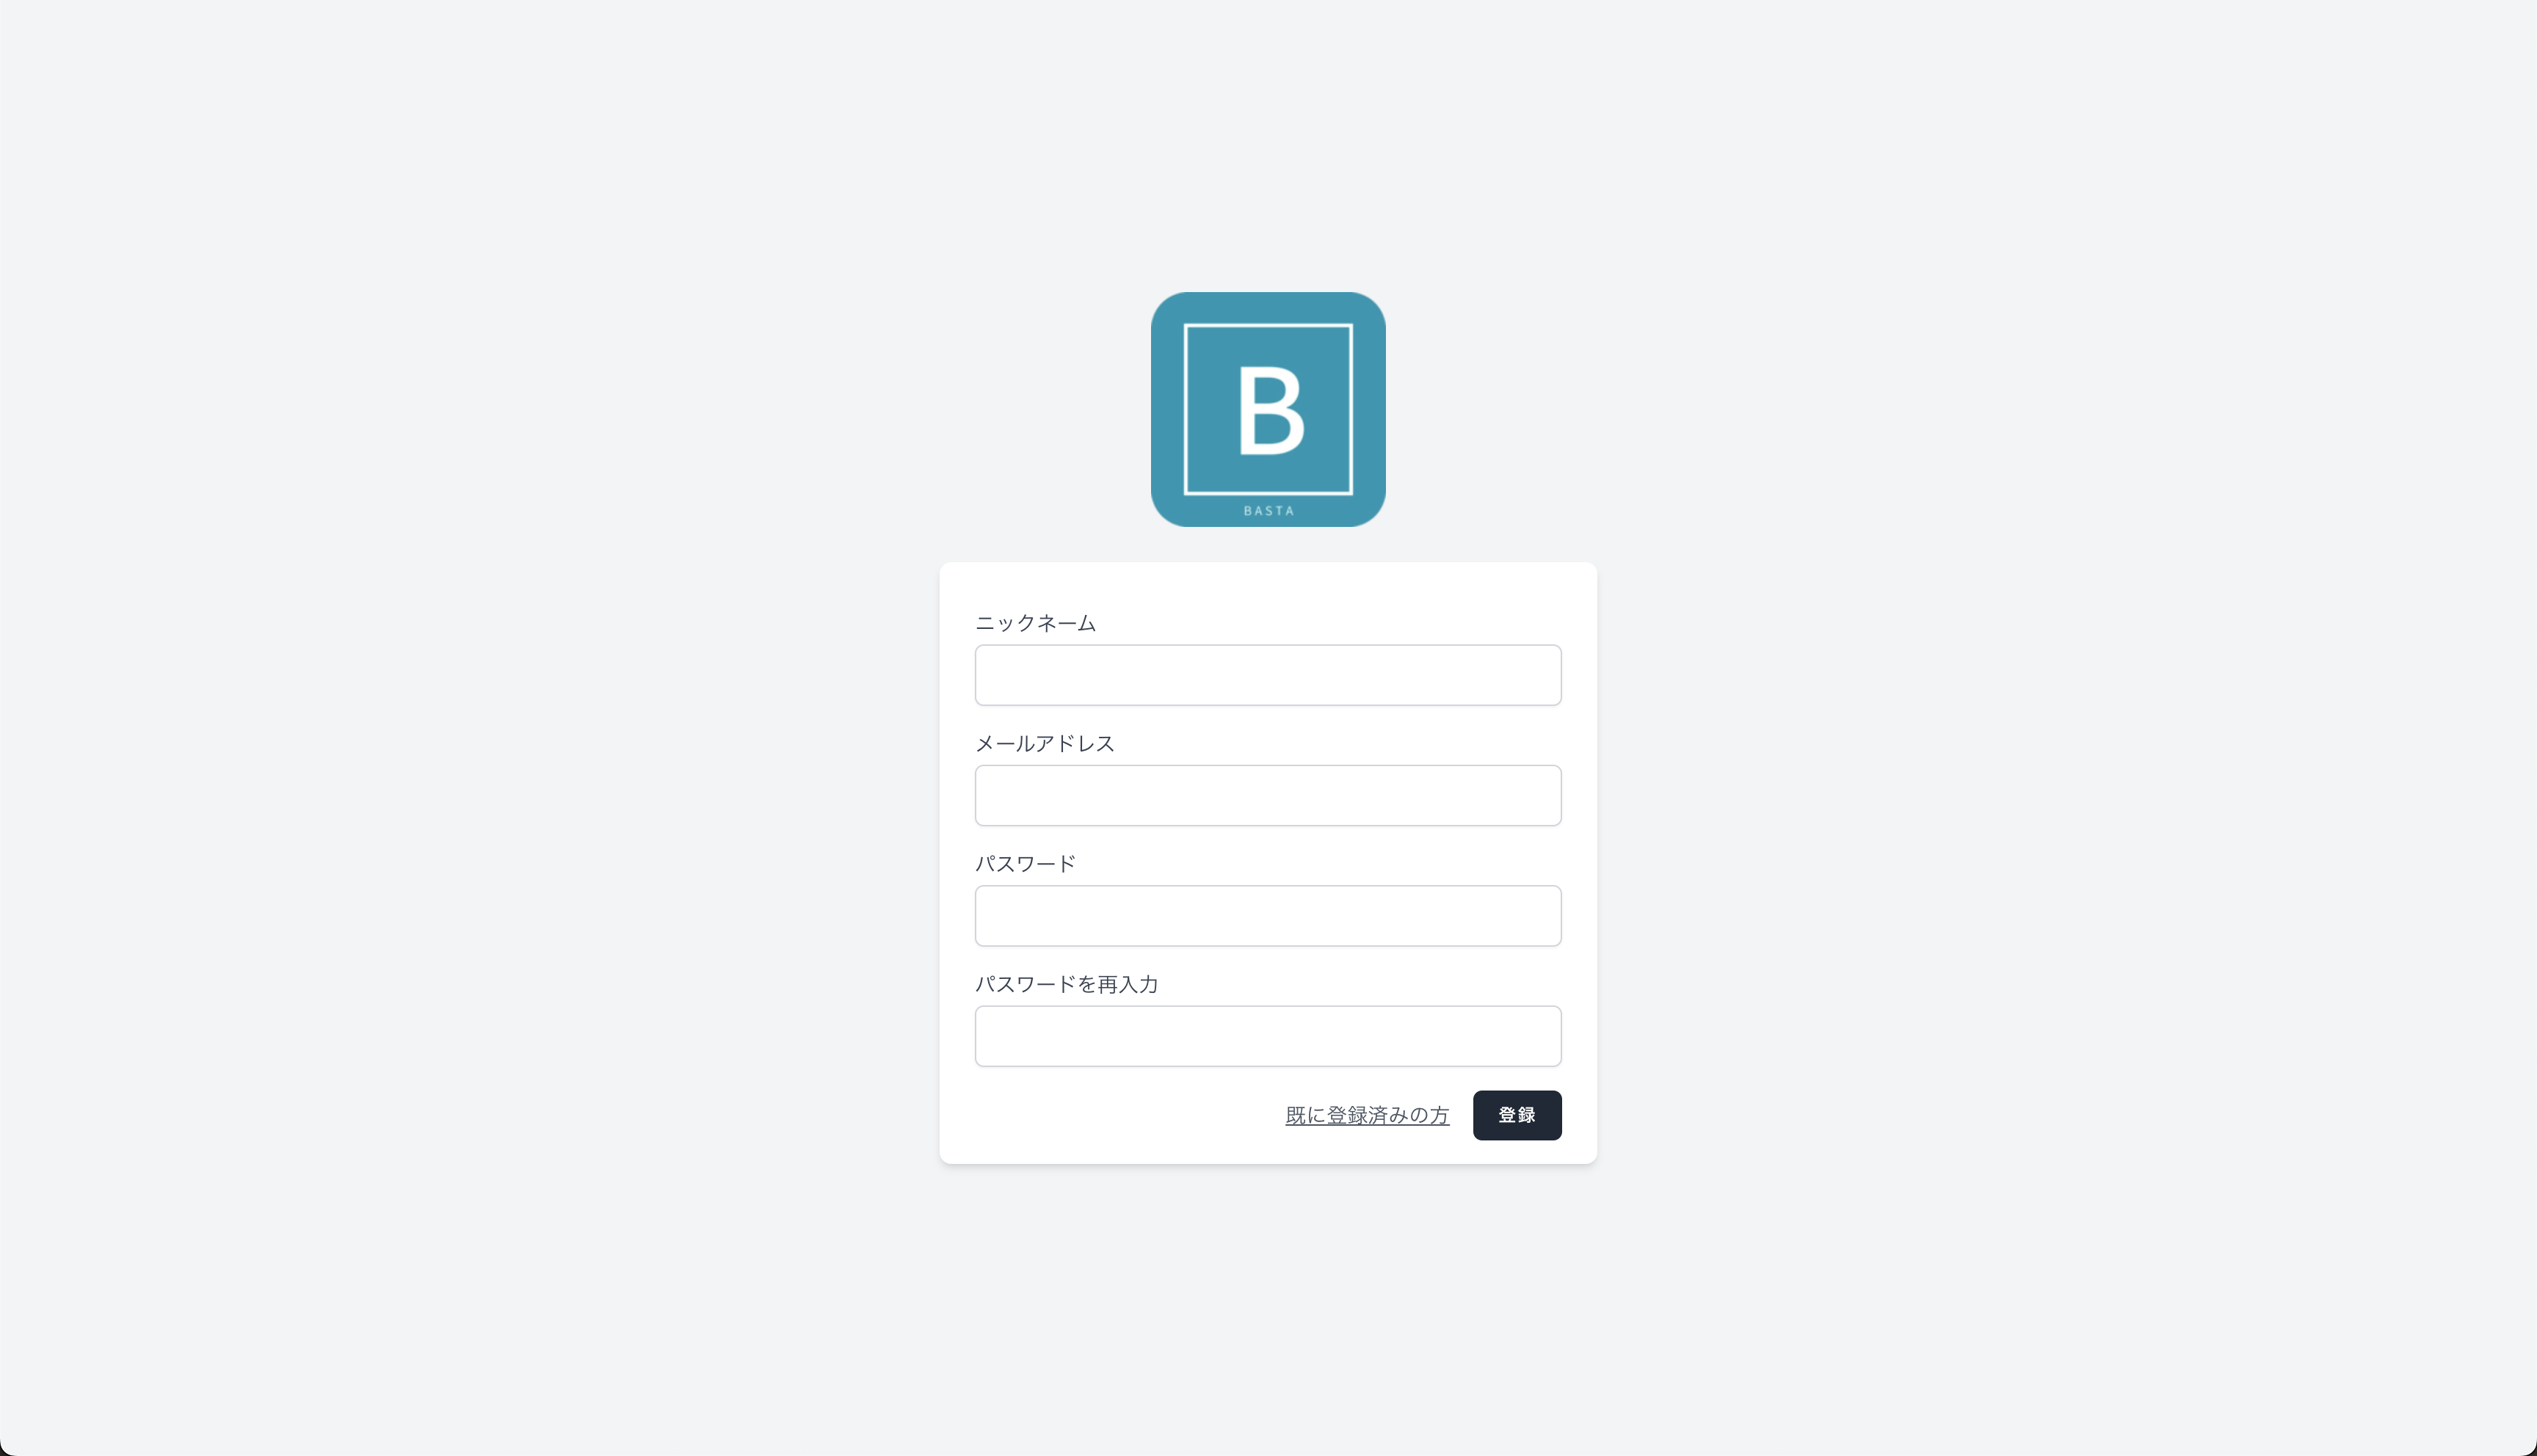 B
BASTA
ニックネーム
メールアドレス
パスワード
パスワードを再入力
既に登録済みの方
登録